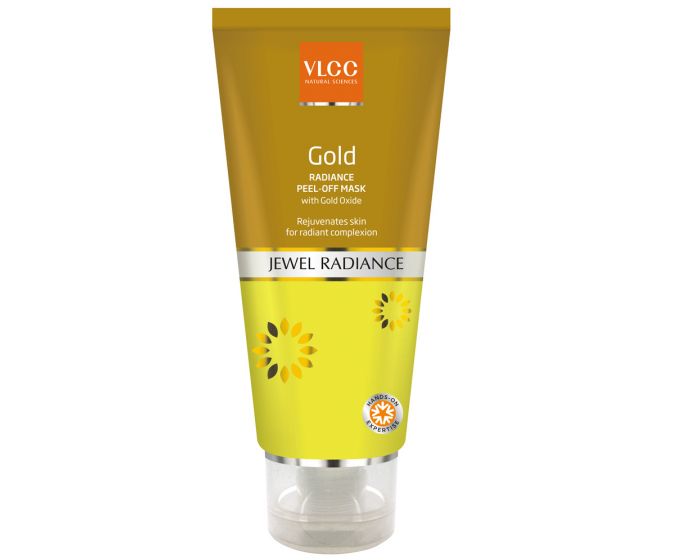 VLCC
NATURAL SCIENCES
Gold
RADIANCE
PEEL-OFF MASK
with Gold Oxide
Rejuvenates skin
for radiant complexion
JEWEL RADIANCE
HANDS-ON
EXPERTISE